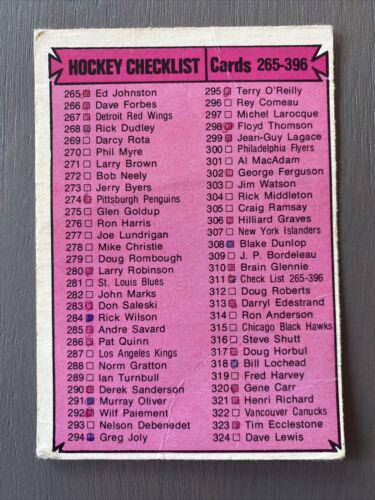 HOCKEY CHECKLIST Cards 265-396
265 Ed Johnston
266 Dave Forbes
267 Detroit Red Wings
268 Rick Dudley
269 Darcy Rota
270 Phil Myre
271 Larry Brown
272 Bob Neely
273 Jerry Byers
274 Pittsburgh Penguins
275 Glen Goldup
276 Ron Harris
277 Joe Lundrigan
278 Mike Christie
279 Doug Rombough
280 Larry Robinson
281 St. Louis Blues
282 John Marks
283 Don Saleski
284 Rick Wilson
285 Andre Savard
286 Pat Quinn
287 Los Angeles Kings
288 Norm Gratton
289 Ian Turnbull
290 Derek Sanderson
291 Murray Oliver
292 Wilf Paiement
293 Nelson Debenedet
294 Greg Joly
295 Terry O'Reilly
296 Rey Comeau
297 Michel Larocque
298 Floyd Thomson
299 Jean-Guy Lagace
300 Philadelphia Flyers
301 Al MacAdam
302 George Ferguson
303 Jim Watson
304 Rick Middleton
305 Craig Ramsay
306 Hilliard Graves
307 New York Islanders
308 Blake Dunlop
309 J. P. Bordeleau
310 Brain Glennie
311 Check List 265-396
312 Doug Roberts
313 Darryl Edestrand
314 Ron Anderson
315 Chicago Black Hawks
316 Steve Shutt
317 Doug Horbul
318 Bill Lochead
319 Fred Harvey
320 Gene Carr
321 Henri Richard
322 Vancouver Canucks
323 Tim Ecclestone
324 Dave Lewis